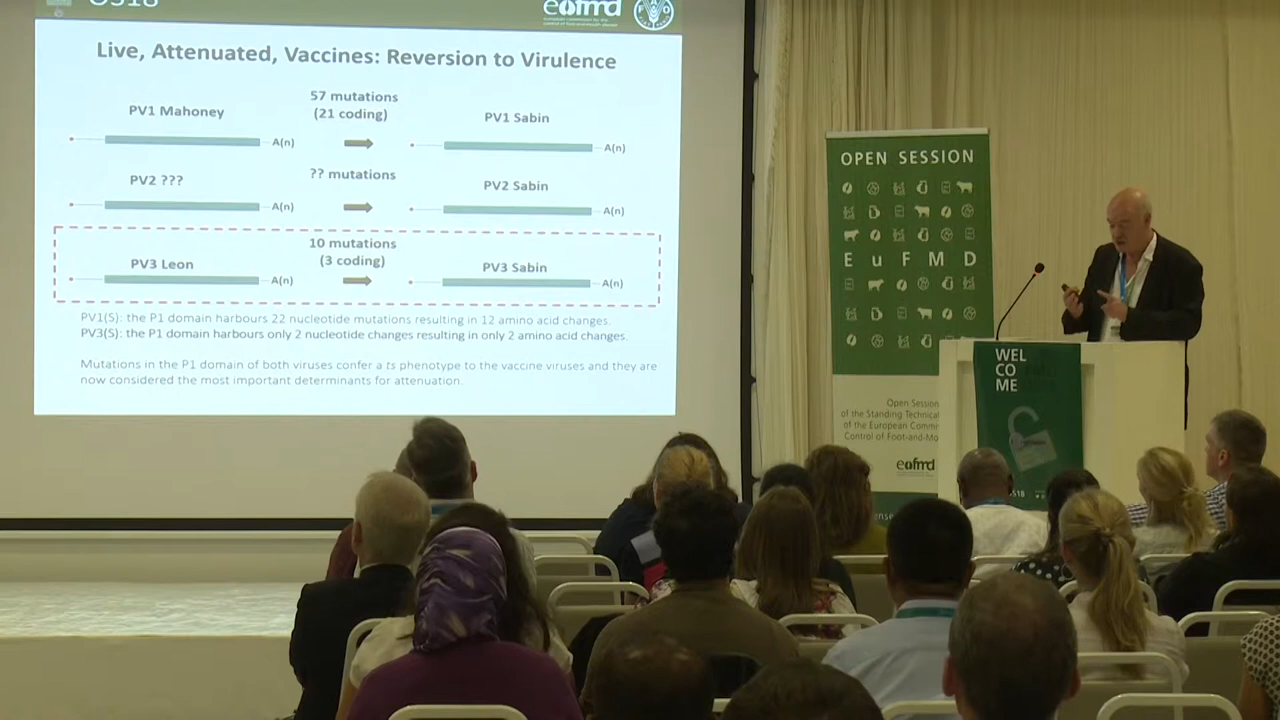 OS18
eofmd
Live, Attenuated, Vaccines: Reversion to Virulence
PV1 Mahoney
57 mutations
(21 coding)
PV1 Sabin
A(n)
A(n)
PV2 ???
?? mutations
PV2 Sabin
A(n)
A(n)
PV3 Leon
10 mutations
(3 coding)
PV3 Sabin
A(n)
A(n)
PV1(S): the P1 domain harbours 22 nucleotide mutations resulting in 12 amino acid changes.
PV3(S): the P1 domain harbours only 2 nucleotide changes resulting in only 2 amino acid changes.
Mutations in the P1 domain of both viruses confer a ts phenotype to the vaccine viruses and they are
now considered the most important determinants for attenuation.
OPEN SESSION
EuFMD
Open Session
of the Standing Technical
of the European Comm
Control of Foot-and-Mo
eofmd
WEL
CO
ME